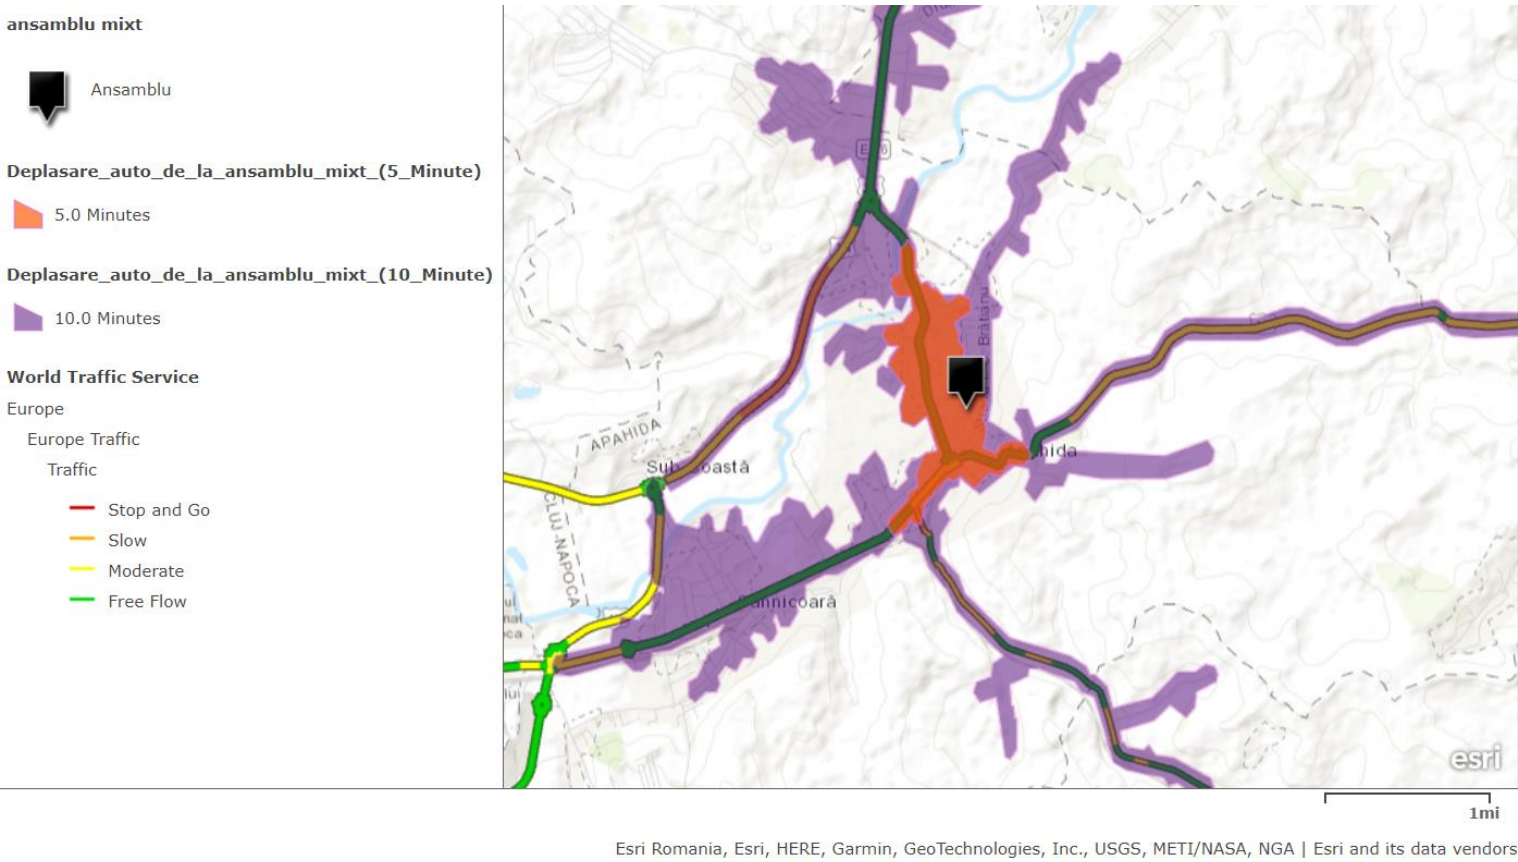 ansamblu mixt
Ansamblu
Deplasare_auto_de_la_ansamblu_mixt_(5_Minute)
5.0 Minutes
Deplasare_auto_de_la_ansamblu_mixt_(10_Minute)
10.0 Minutes
World Traffic Service
Europe
Europe Traffic
Traffic
Stop and Go
Slow
Moderate
Free Flow
Brătianu
APAHIDA
hida
CLUJ-NAPOCA
esri
1mi
Esri Romania, Esri, HERE, Garmin, GeoTechnologies, Inc., USGS, METI/NASA, NGA | Esri and its data vendors